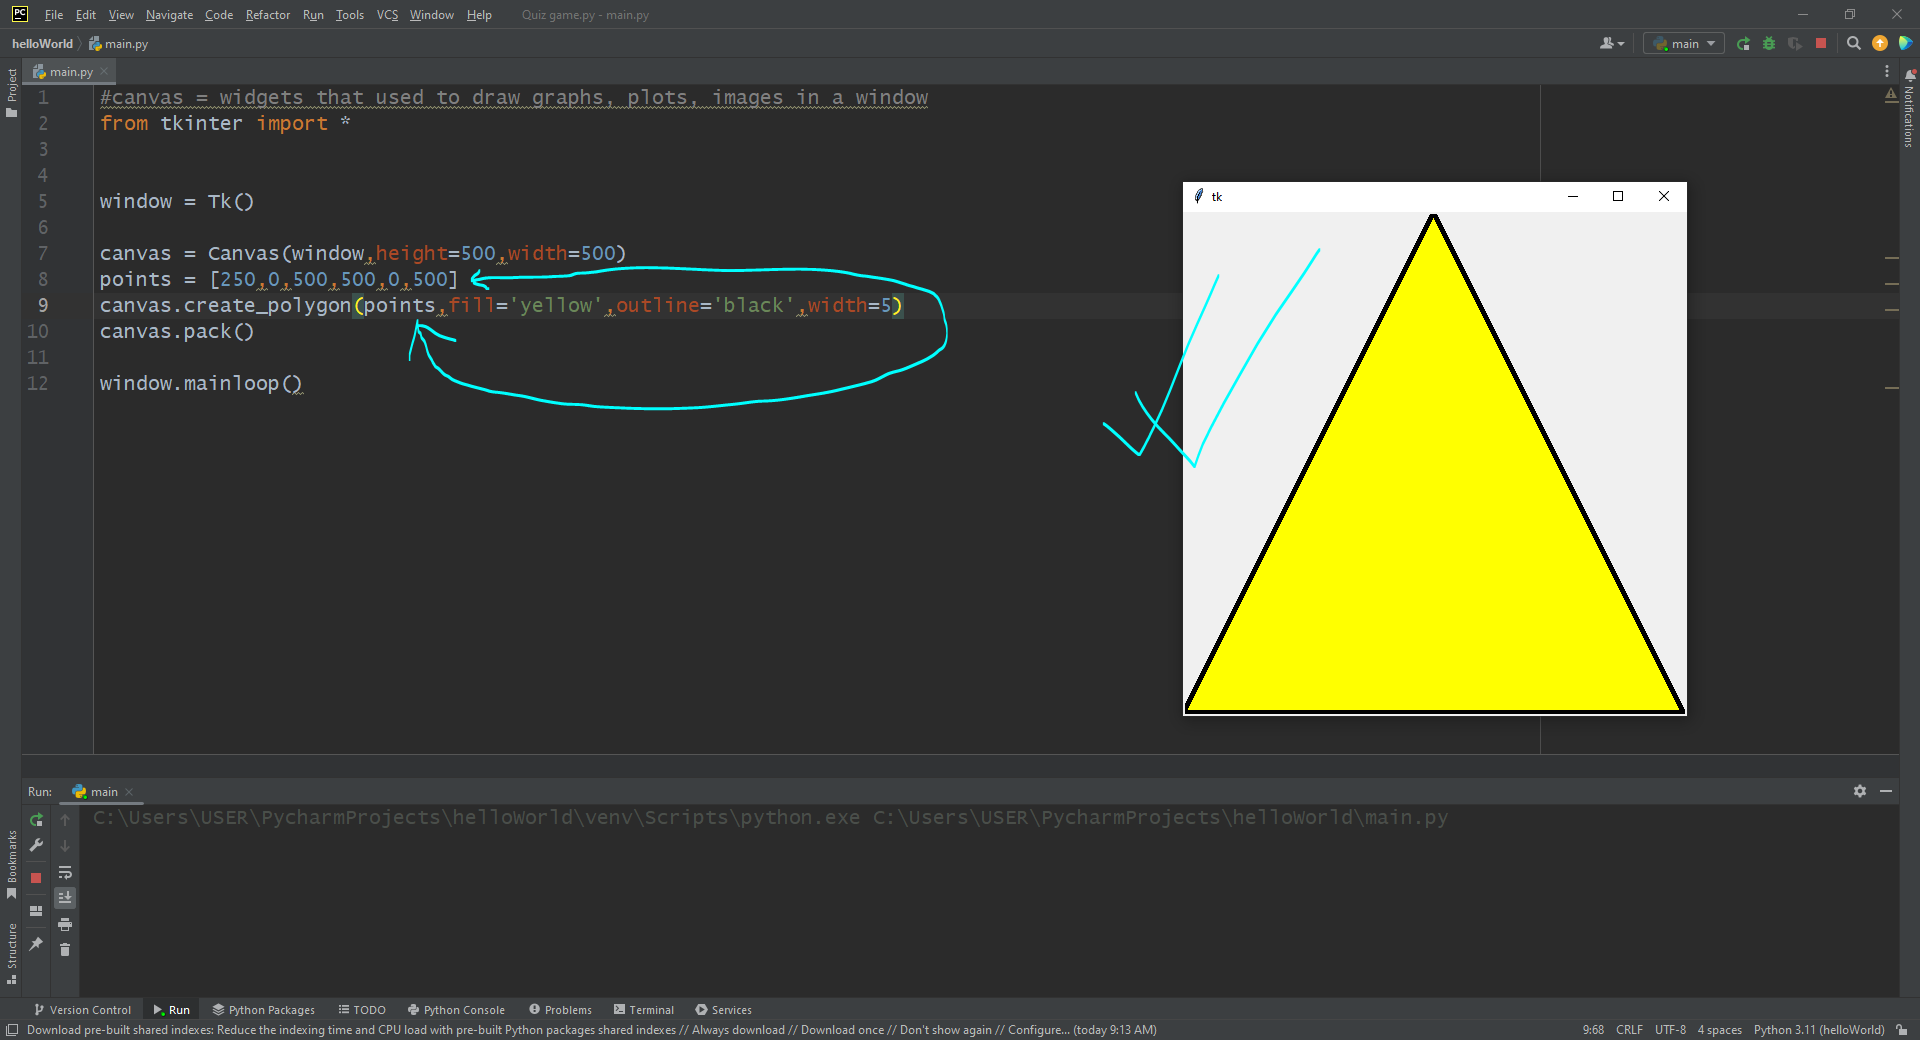 PC File Edit View Navigate Code Refactor Run Tools VCS Window Help Quiz game.py - main.py
helloWorld main.py main
main.py
Project
Notifications
1 #canvas = widgets that used to draw graphs, plots, images in a window
2 from tkinter import *
3
4
5 window = Tk()
6
7 canvas = Canvas(window,height=500,width=500)
8 points = [250,0,500,500,0,500]
9 canvas.create_polygon(points,fill='yellow',outline='black',width=5)
10 canvas.pack()
11
12 window.mainloop()
tk
Run: main
C:\Users\USER\PycharmProjects\helloWorld\venv\Scripts\python.exe C:\Users\USER\PycharmProjects\helloWorld\main.py
Bookmarks
Structure
Version Control Run Python Packages TODO Python Console Problems Terminal Services
Download pre-built shared indexes: Reduce the indexing time and CPU load with pre-built Python packages shared indexes // Always download // Download once // Don't show again // Configure... (today 9:13 AM) 9:68 CRLF UTF-8 4 spaces Python 3.11 (helloWorld)